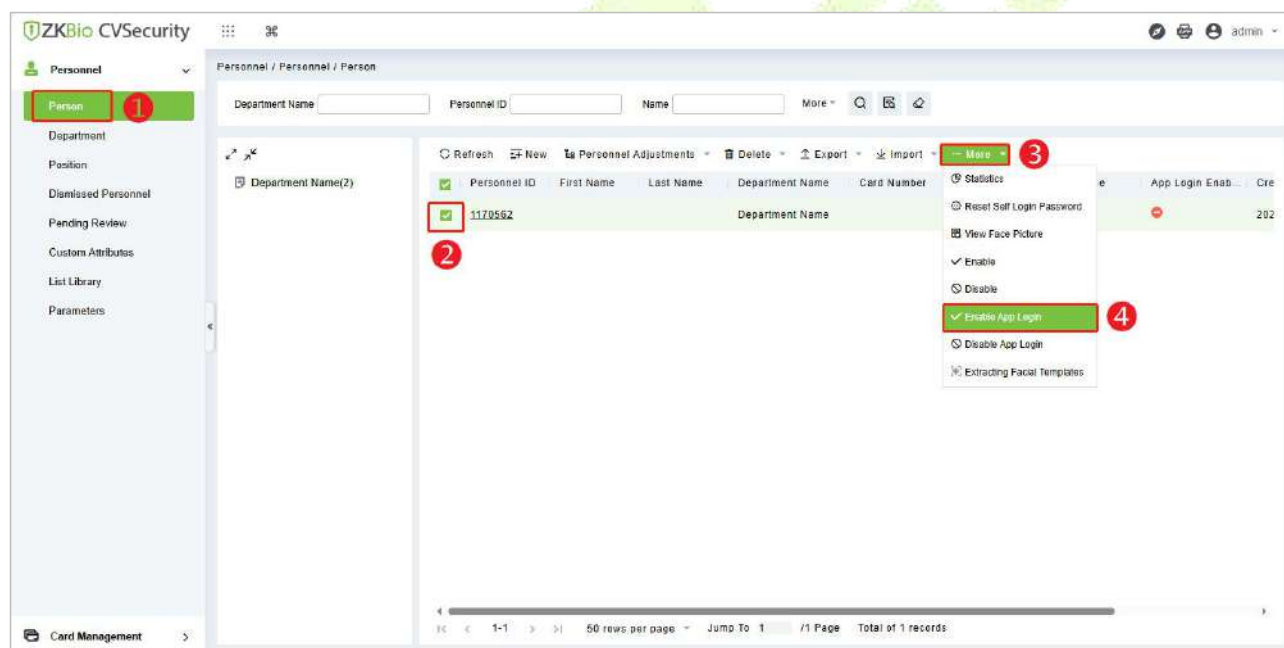 ZKBio CVSecurity
admin
Personnel
Personnel / Personnel / Person
Person
1
Department Name
Personnel ID
Name
More
Department
Position
Dismissed Personnel
Pending Review
Custom Attributes
List Library
Parameters
Department Name(2)
Refresh New Personnel Adjustments Delete Export Import More
3
Personnel ID First Name Last Name Department Name Card Number e App Login Enab... Cre
1170562 Department Name 202
2
Statistics
Reset Self Login Password
View Face Picture
Enable
Disable
Enable App Login
4
Disable App Login
Extracting Facial Templates
1-1 50 rows per page Jump To 1 /1 Page Total of 1 records
Card Management